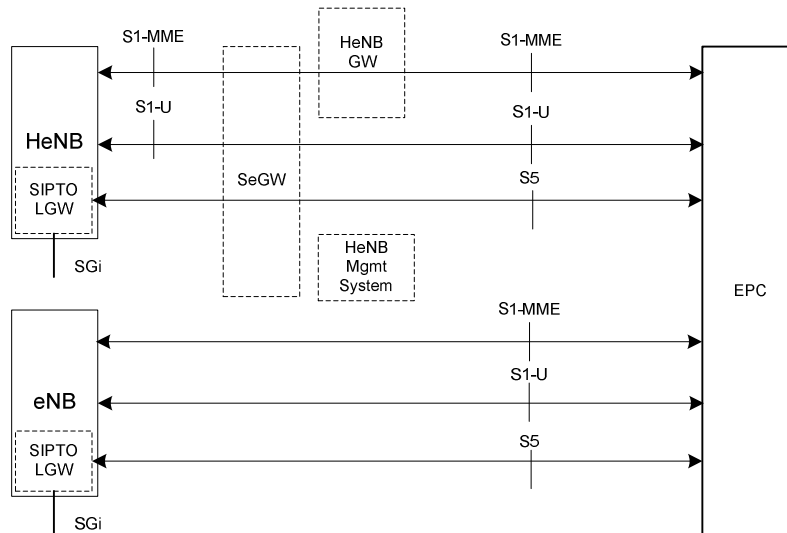 S1-MME
HeNB
GW
S1-MME
S1-U
S1-U
HeNB
SIPTO
LGW
SeGW
S5
SGi
HeNB
Mgmt
System
EPC
S1-MME
S1-U
eNB
SIPTO
LGW
S5
SGi